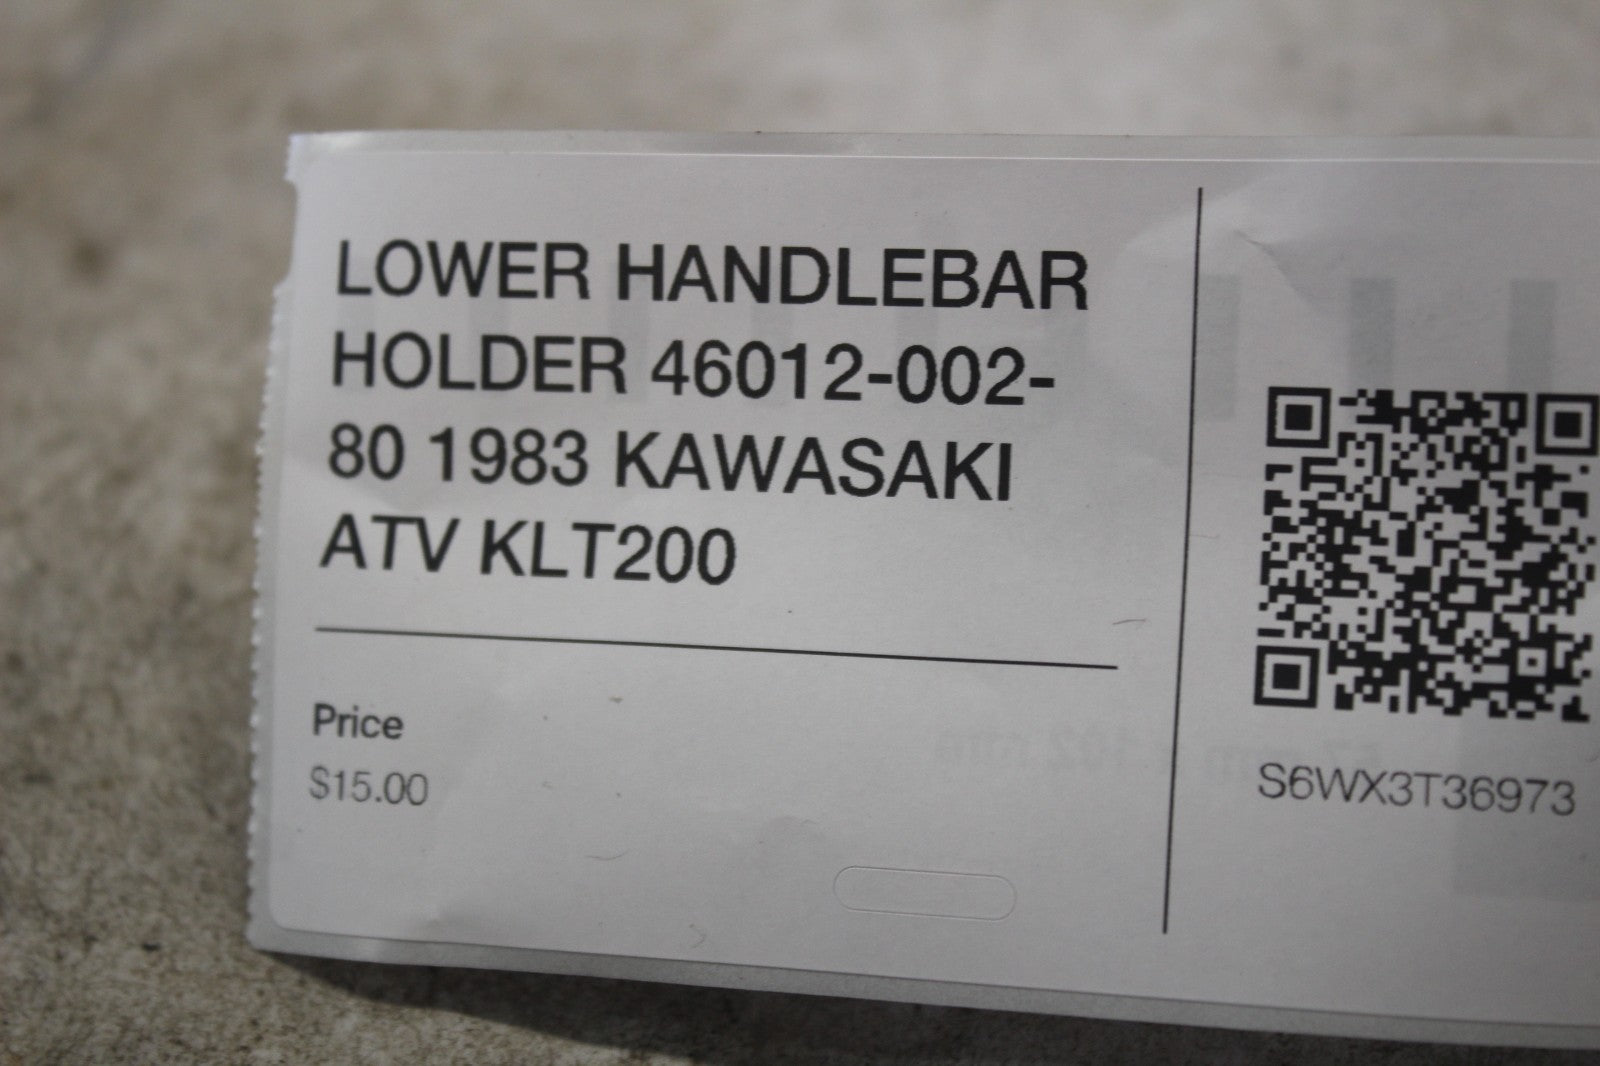 LOWER HANDLEBAR
HOLDER 46012-002-
80 1983 KAWASAKI
ATV KLT200
Price
$15.00
S6WX3T36973